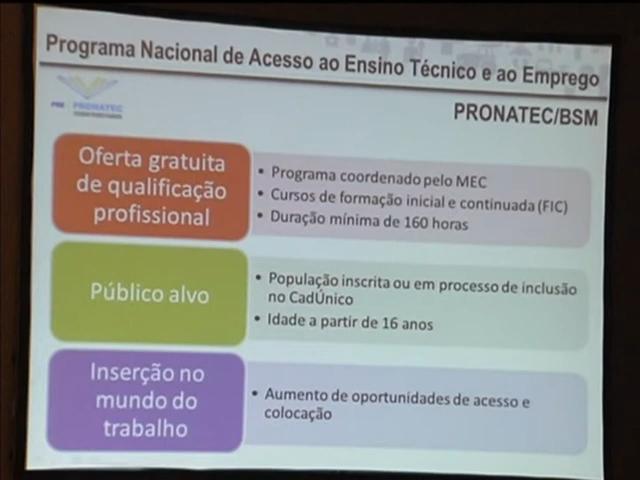 Programa Nacional de Acesso ao Ensino Técnico e ao Emprego
PRONATEC/BSM
PRONATEC
Oferta gratuita
de qualificação
profissional
• Programa coordenado pelo MEC
• Cursos de formação inicial e continuada (FIC)
• Duração mínima de 160 horas
Público alvo
• População inscrita ou em processo de inclusão
no CadÚnico
• Idade a partir de 16 anos
Inserção no
mundo do
trabalho
• Aumento de oportunidades de acesso e
colocação